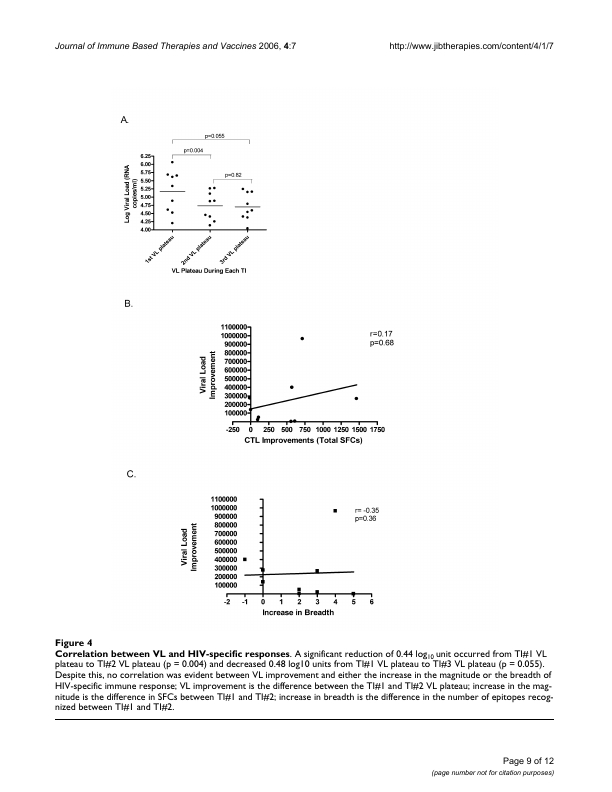 Journal of Immune Based Therapies and Vaccines 2006, 4:7
http://www.jibtherapies.com/content/4/1/7
A.
p=0.055
p=0.004
p=0.82
Log Viral Load (RNA
copies/ml)
6.25
6.00
5.75
5.50
5.25
5.00
4.75
4.50
4.25
4.00
1st VL plateau
2nd VL plateau
3rd VL plateau
VL Plateau During Each TI
B.
Viral Load
Improvement
1100000
1000000
900000
800000
700000
600000
500000
400000
300000
200000
100000
r=0.17
p=0.68
-250 0 250 500 750 1000 1250 1500 1750
CTL Improvements (Total SFCs)
C.
Viral Load
Improvement
1100000
1000000
900000
800000
700000
600000
500000
400000
300000
200000
100000
r= -0.35
p=0.36
-2 -1 0 1 2 3 4 5 6
Increase in Breadth
Figure 4
Correlation between VL and HIV-specific responses. A significant reduction of 0.44 log10 unit occurred from TI#1 VL
plateau to TI#2 VL plateau (p = 0.004) and decreased 0.48 log10 units from TI#1 VL plateau to TI#3 VL plateau (p = 0.055).
Despite this, no correlation was evident between VL improvement and either the increase in the magnitude or the breadth of
HIV-specific immune response; VL improvement is the difference between the TI#1 and TI#2 VL plateau; increase in the mag-
nitude is the difference in SFCs between TI#1 and TI#2; increase in breadth is the difference in the number of epitopes recog-
nized between TI#1 and TI#2.
Page 9 of 12
(page number not for citation purposes)